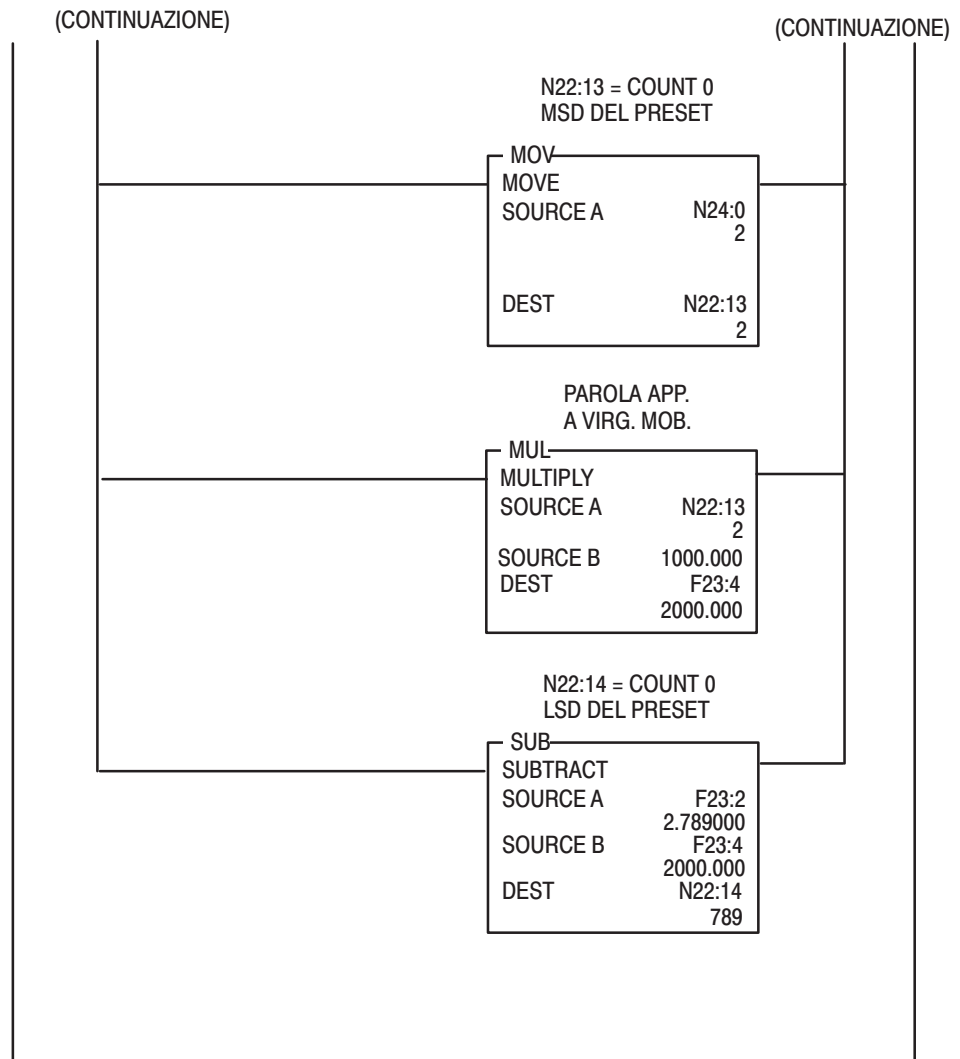 (CONTINUAZIONE) (CONTINUAZIONE)
N22:13 = COUNT 0
MSD DEL PRESET
MOV
MOVE
SOURCE A N24:0
2
DEST N22:13
2
PAROLA APP.
A VIRG. MOB.
MUL
MULTIPLY
SOURCE A N22:13
2
SOURCE B 1000.000
DEST F23:4
2000.000
N22:14 = COUNT 0
LSD DEL PRESET
SUB
SUBTRACT
SOURCE A F23:2
2.789000
SOURCE B F23:4
2000.000
DEST N22:14
789